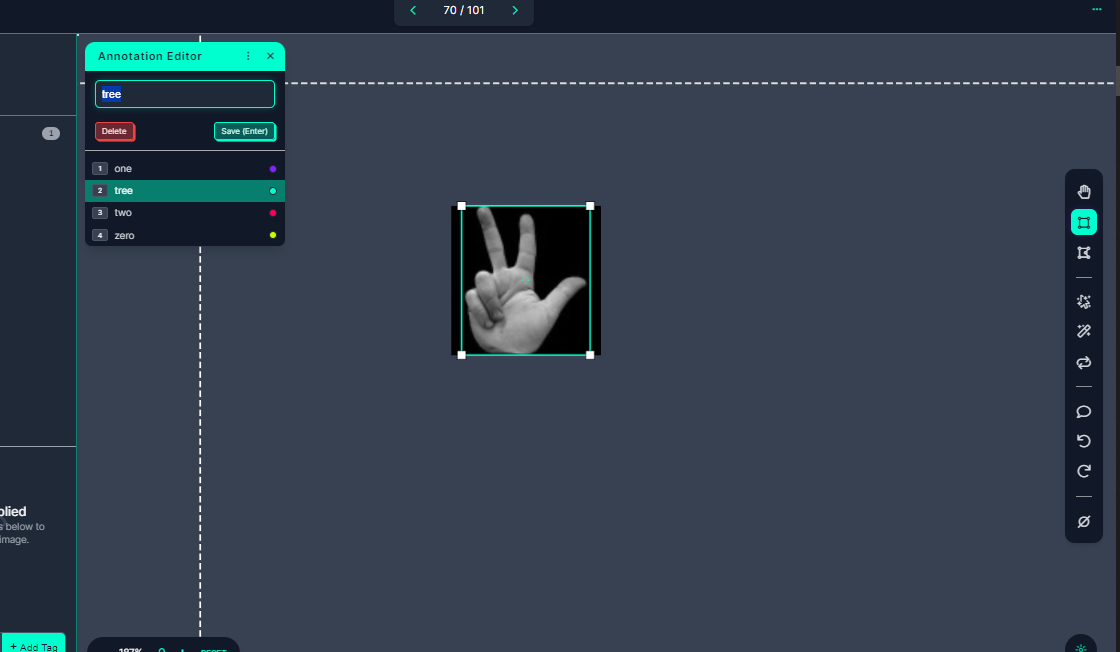 70 / 101
Annotation Editor
tree
Delete
Save (Enter)
1
1 one
2 tree
3 two
4 zero
plied
s below to
image.
+ Add Tag
187%
RESET